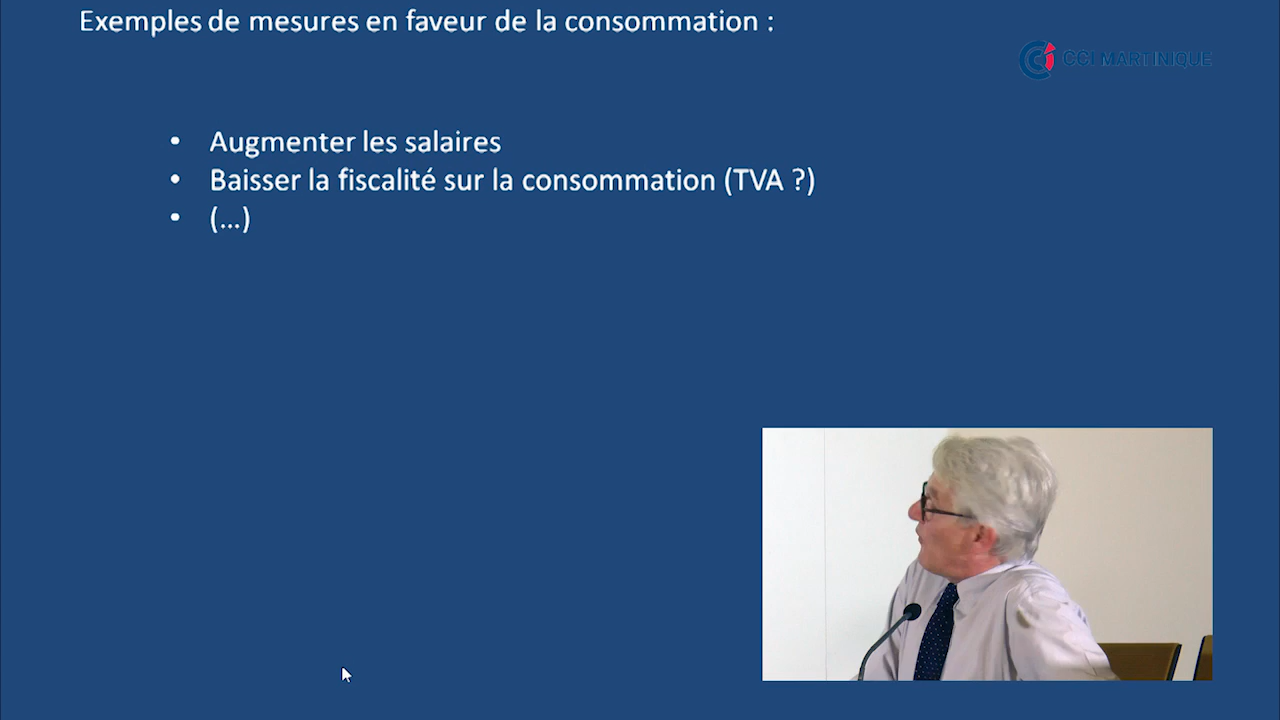 Exemples de mesures en faveur de la consommation :
CCI MARTINIQUE
• Augmenter les salaires
• Baisser la fiscalité sur la consommation (TVA ?)
• (...)